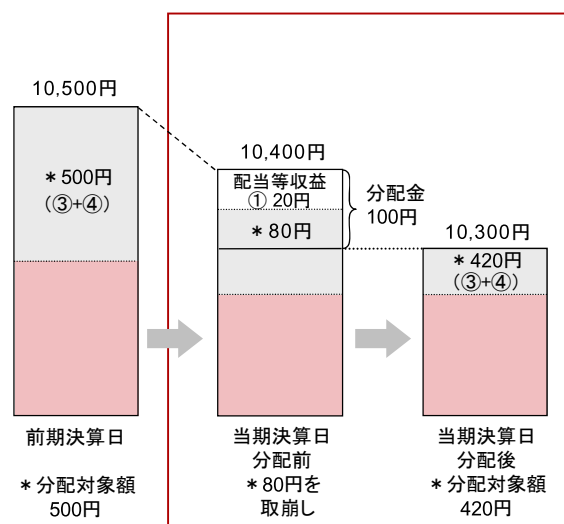 10,500円
＊500円
（③+④）
前期決算日
＊分配対象額
500円
10,400円
配当等収益
① 20円
＊80円
分配金
100円
当期決算日
分配前
＊80円を
取崩し
10,300円
＊420円
（③+④）
当期決算日
分配後
＊分配対象額
420円